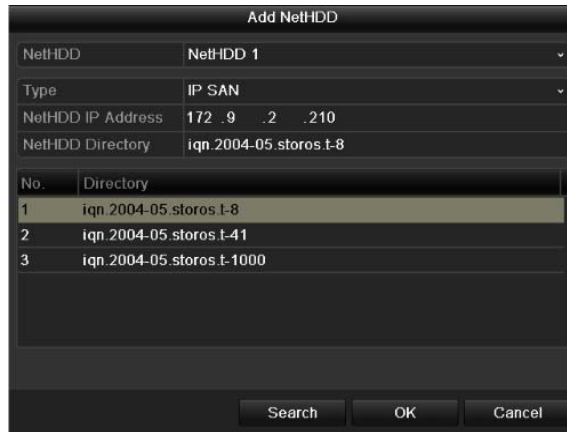 Add NetHDD
NetHDD NetHDD 1
Type IP SAN
NetHDD IP Address 172 .9 .2 .210
NetHDD Directory iqn.2004-05.storos.t-8
No. Directory
1 iqn.2004-05.storos.t-8
2 iqn.2004-05.storos.t-41
3 iqn.2004-05.storos.t-1000
Search OK Cancel